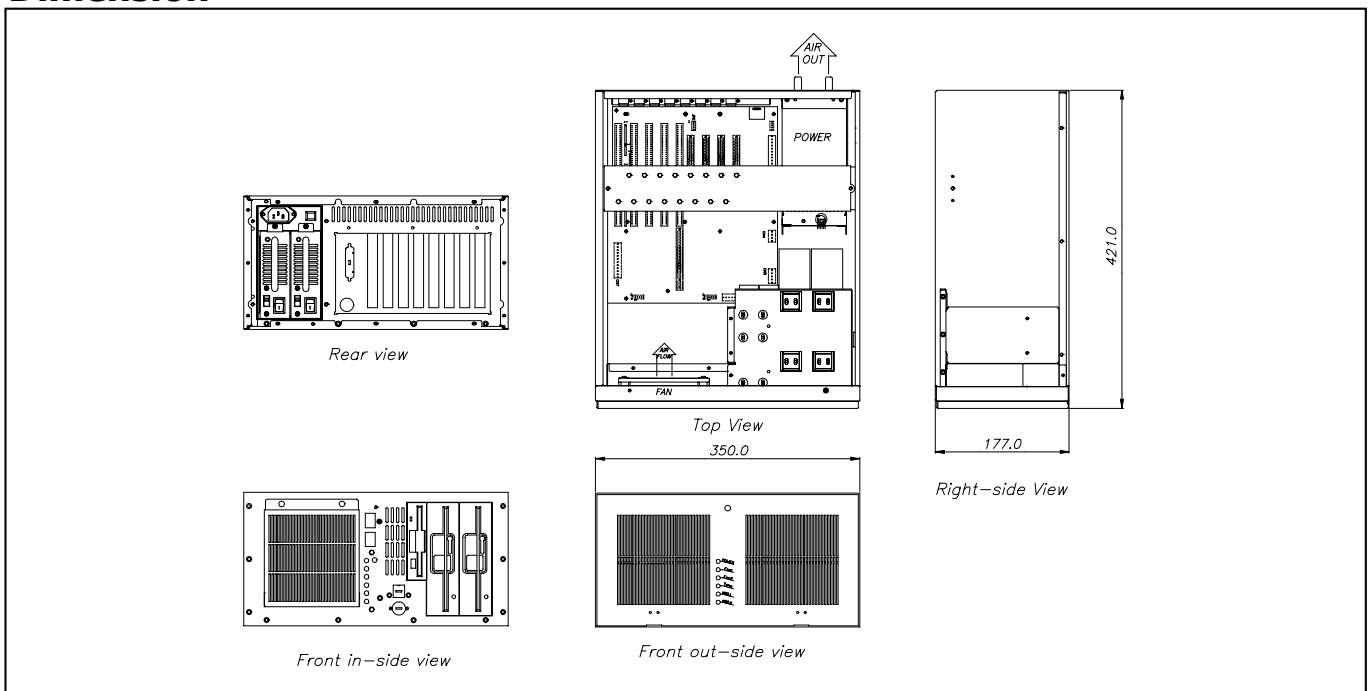 Dimension
AIR
OUT
POWER
AIR
FLOW
FAN
Top View
350.0
Rear view
421.0
177.0
Right-side View
Front in-side view
Front out-side view